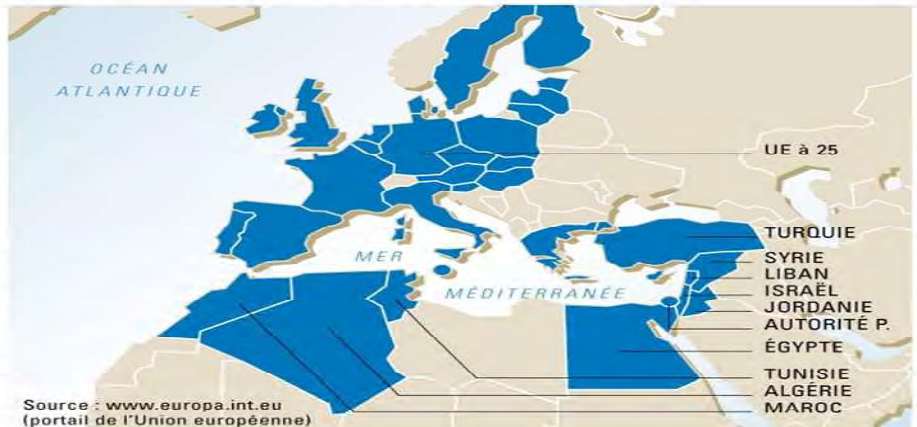 OCÉAN
ATLANTIQUE
UE à 25
TURQUIE
SYRIE
MER
LIBAN
MÉDITERRANÉE
ISRAËL
JORDANIE
AUTORITÉ P.
ÉGYPTE
TUNISIE
ALGÉRIE
MAROC
Source : www.europa.int.eu
(portail de l'Union européenne)